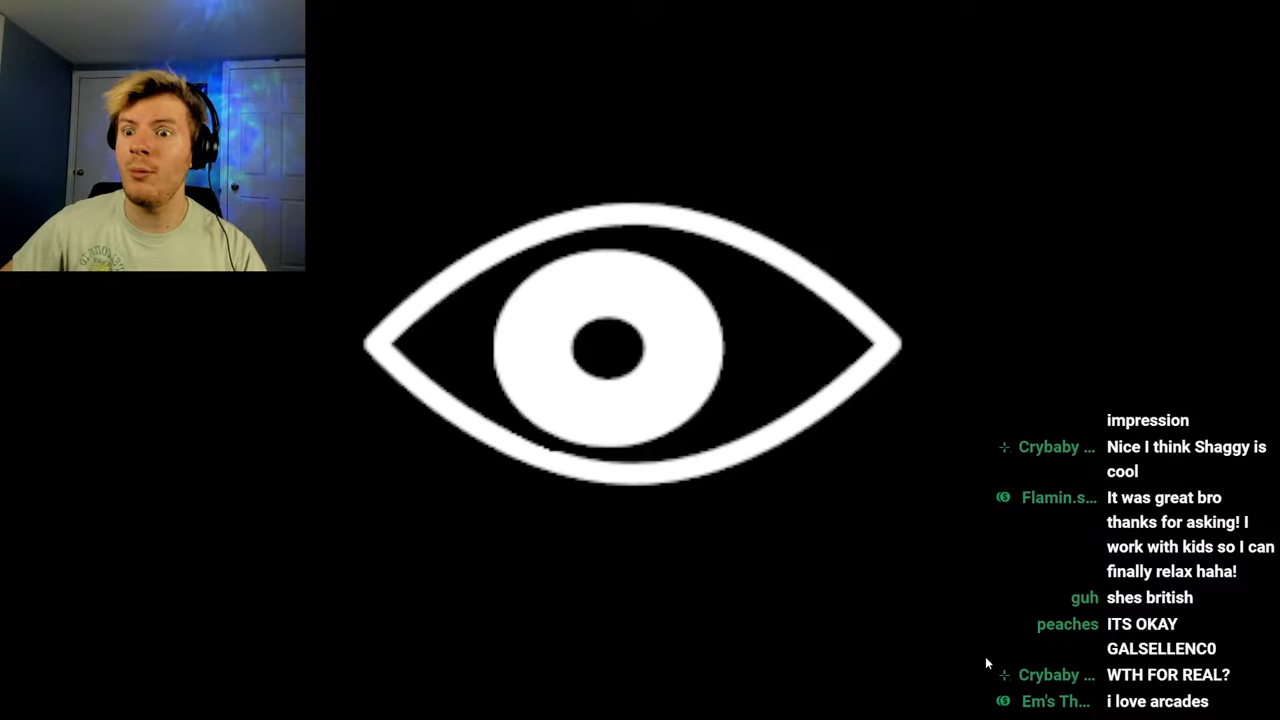 impression
Crybaby ... Nice I think Shaggy is
cool
Flamin.s... It was great bro
thanks for asking! I
work with kids so I can
finally relax haha!
guh shes british
peaches ITS OKAY
GALSELLENC0
Crybaby ... WTH FOR REAL?
Em's Th... i love arcades